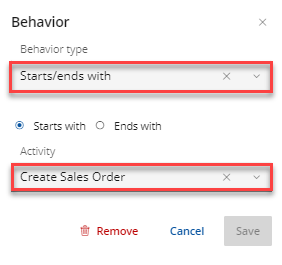 Behavior
Behavior type
Starts/ends with
Starts with Ends with
Activity
Create Sales Order
Remove Cancel Save